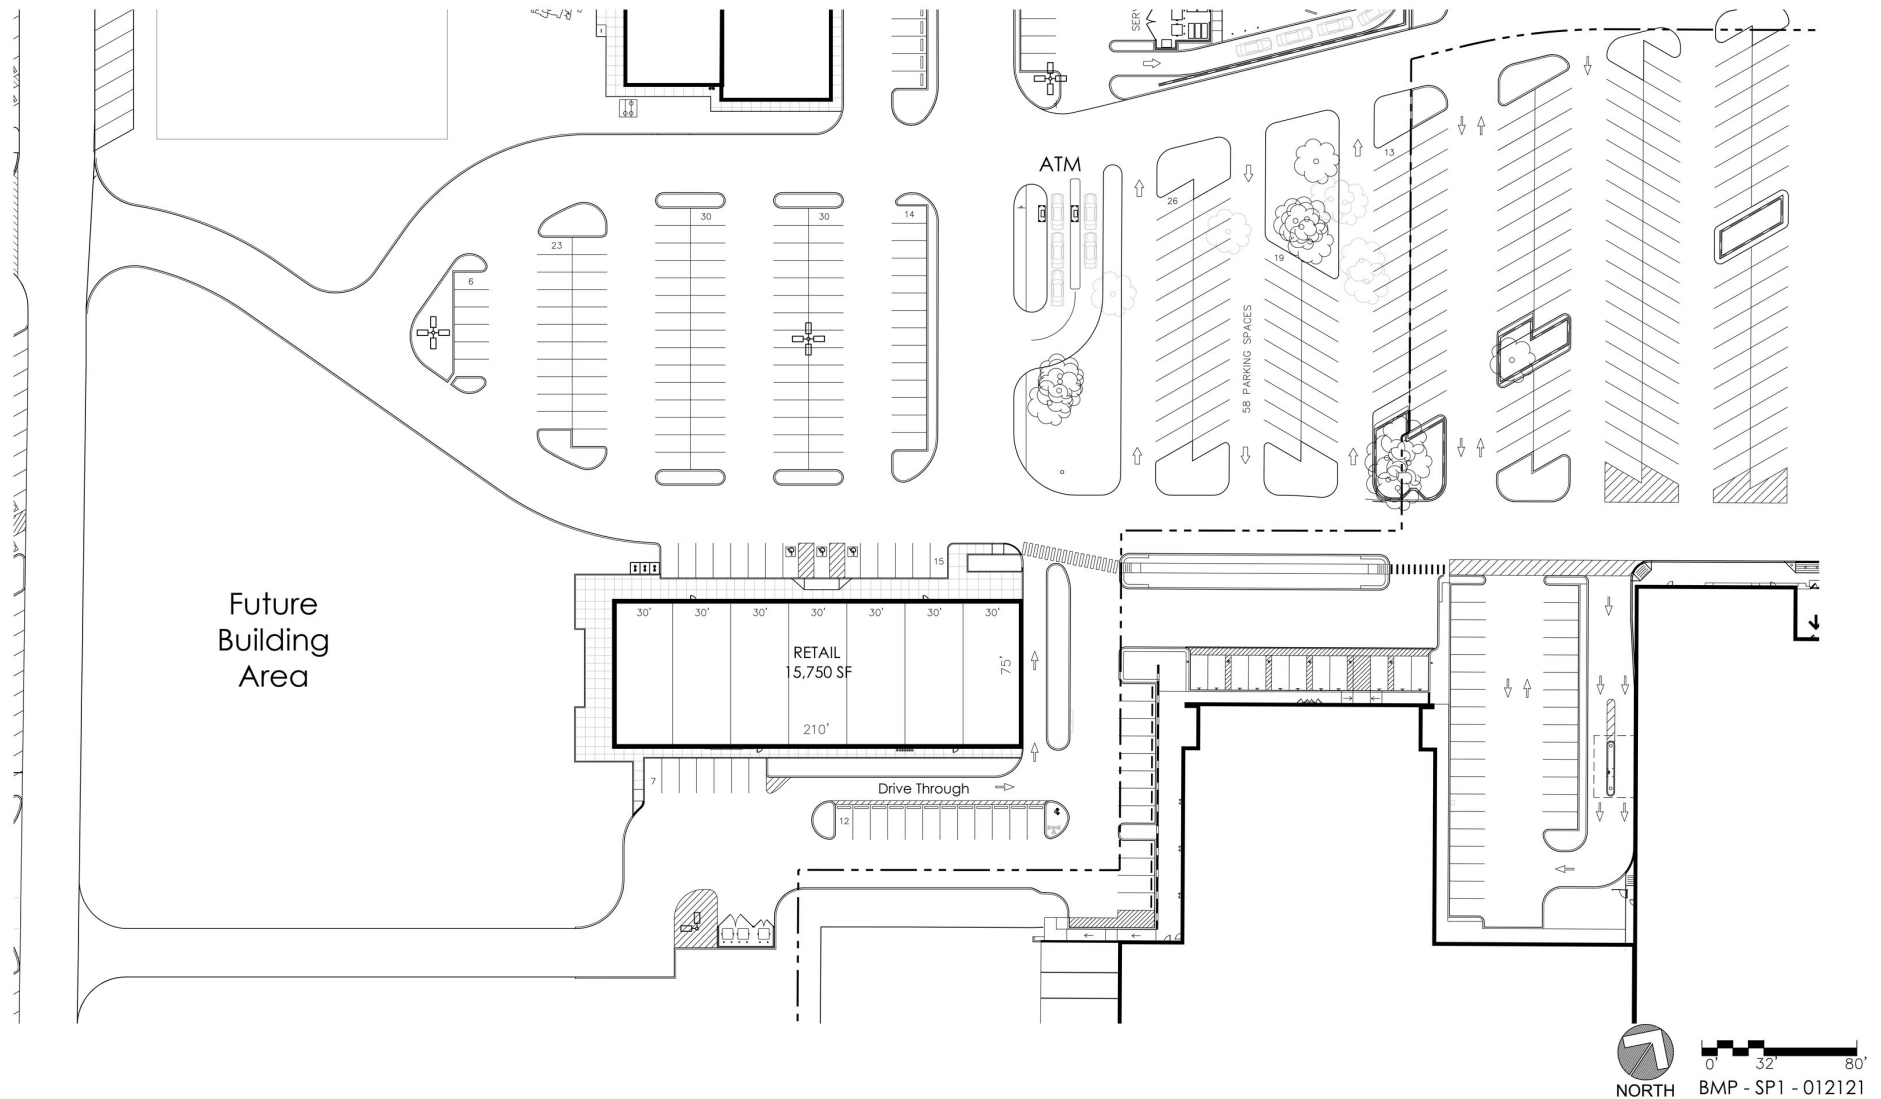 SER
ATM
13
26
30
30
14
23
19
6
58 PARKING SPACES
15
Future
Building
Area
30'
30'
30'
30'
30'
30'
30'
RETAIL
15,750 SF
75'
210'
7
Drive Through
12
0'
32'
80'
NORTH
BMP - SP1 - 012121